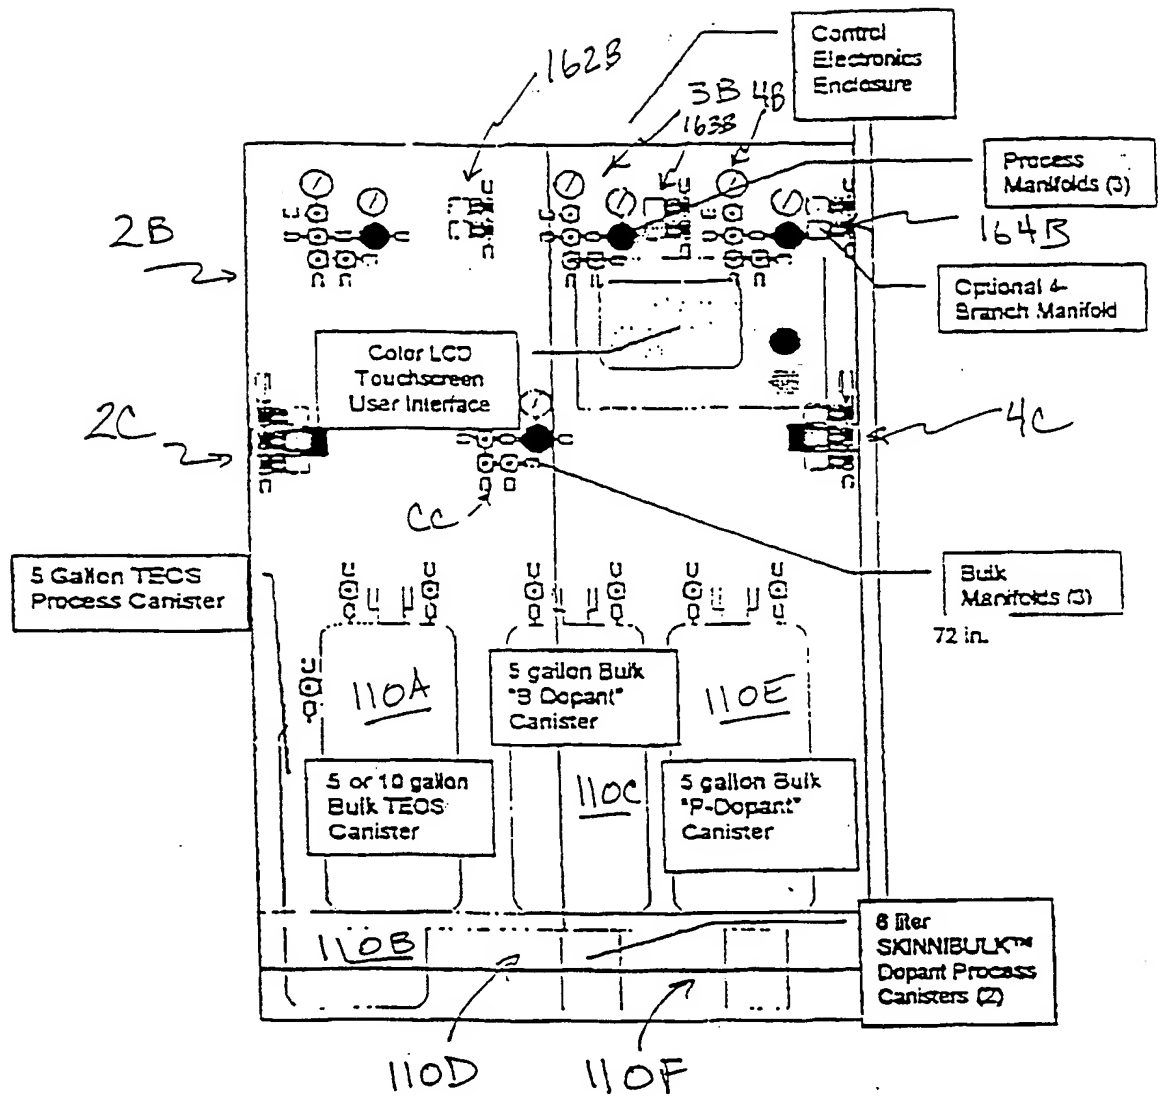 Control
Electronics
Enclosure
162B
3B
4B
163B
Process
Manifolds (3)
2B
164B
Optional 4-
Branch Manifold
Color LCD
Touchscreen
User Interface
2C
4C
CC
5 Gallon TEOS
Process Canister
Bulk
Manifolds (3)
72 in.
110A
5 gallon Bulk
"B Dopant"
Canister
110E
5 or 10 gallon
Bulk TEOS
Canister
110C
5 gallon Bulk
"P-Dopant"
Canister
110B
6 liter
SKINNIBULK™
Dopant Process
Canisters (2)
110D
110F